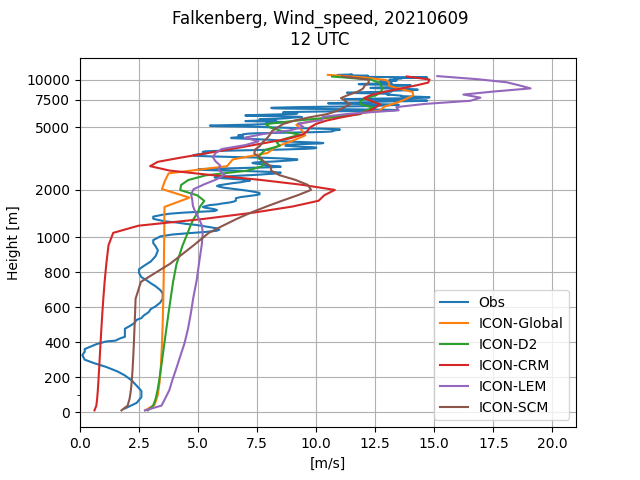 Falkenberg, Wind_speed, 20210609
12 UTC
Height [m]
10000
7500
5000
2000
1000
800
600
400
200
0
Obs
ICON-Global
ICON-D2
ICON-CRM
ICON-LEM
ICON-SCM
0.0 2.5 5.0 7.5 10.0 12.5 15.0 17.5 20.0
[m/s]